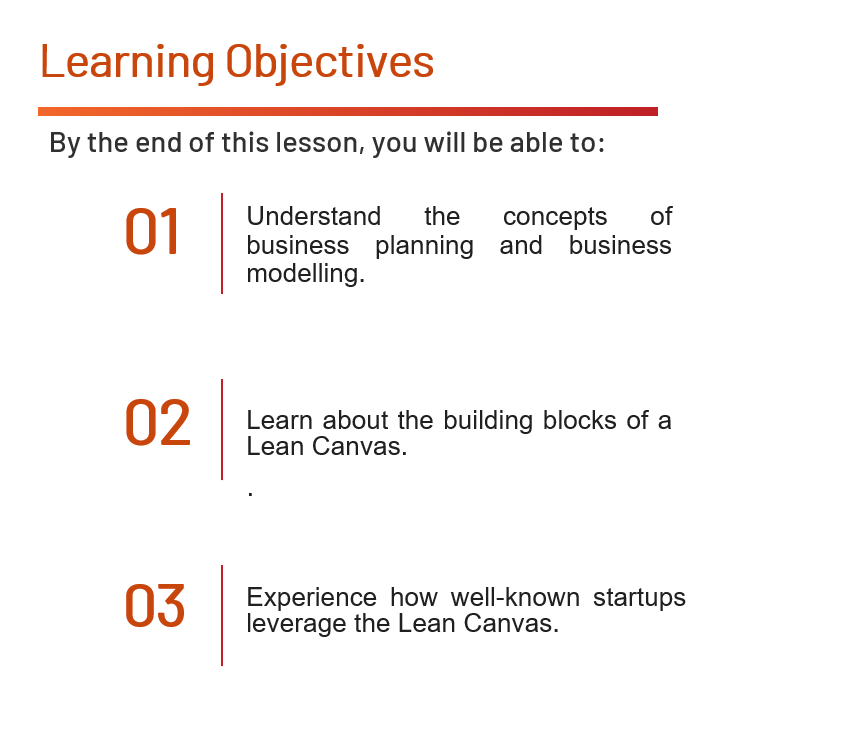 Learning Objectives
By the end of this lesson, you will be able to:
01
Understand the concepts of
business planning and business
modelling.
02
Learn about the building blocks of a
Lean Canvas.
.
03
Experience how well-known startups
leverage the Lean Canvas.